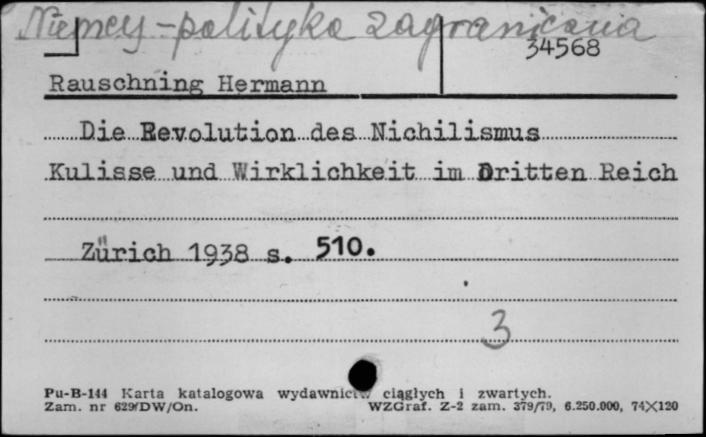 Niemcy - polityka zagraniczna
34568
Rauschning Hermann
Die Revolution des Nichilismus
Kulisse und Wirklichkeit im Dritten Reich
Zürich 1938 s. 510.
3
Pu-B-144 Karta katalogowa wydawnictw ciągłych i zwartych.
Zam. nr 629/DW/On. WZGraf. Z-2 zam. 379/79, 6.250.000, 74×120